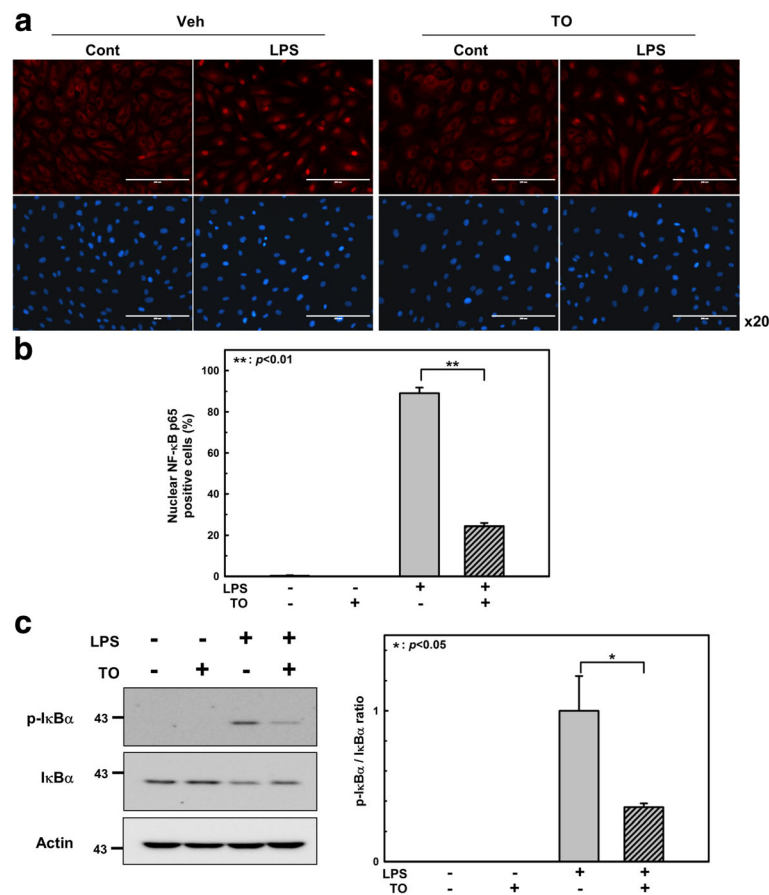 a
Veh TO
Cont LPS Cont LPS
x20
b
**: p<0.01
**
Nuclear NF-κB p65
positive cells (%)
100
80
60
40
20
0
LPS - - + +
TO - + - +
c
LPS - - + +
TO - + - +
p-IκBα 43
IκBα 43
Actin 43
*: p<0.05
*
p-IκBα / IκBα ratio
1
0
LPS - - + +
TO - + - +